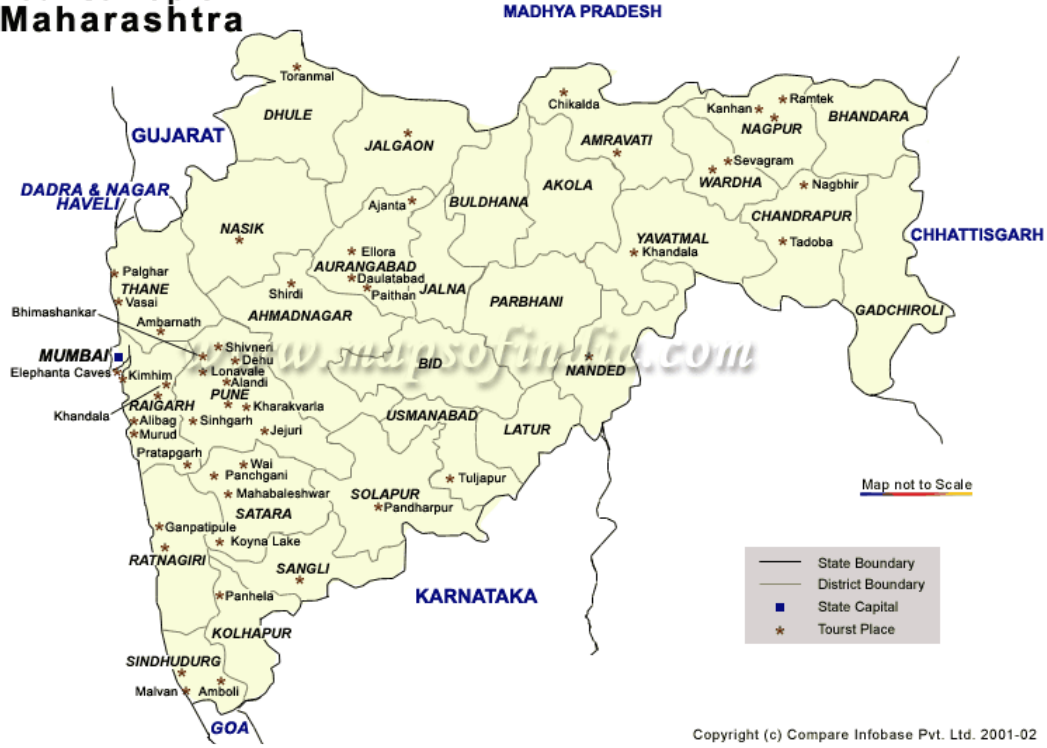 Maharashtra
MADHYA PRADESH
Toranmal
DHULE
GUJARAT
JALGAON
Chikalda
AMRAVATI
Kanhan
Ramtek
NAGPUR
BHANDARA
DADRA & NAGAR
HAVELI
Sevagram
WARDHA
Nagbhir
AKOLA
BULDHANA
Ajanta
NASIK
CHANDRAPUR
Tadoba
CHHATTISGARH
YAVATMAL
Khandala
Ellora
AURANGABAD
Daulatabad
Paithan
JALNA
Palghar
THANE
Vasai
Shirdi
AHMADNAGAR
PARBHANI
GADCHIROLI
Bhimashankar
Ambarnath
www.mapsofindia.com
MUMBAI
Shivneri
Dehu
Elephanta Caves
Kimhim
Lonavale
Alandi
BID
NANDED
PUNE
Khandala
RAIGARH
Kharakvarla
Alibag
Sinhgarh
Murud
Jejuri
USMANABAD
LATUR
Pratapgarh
Wai
Panchgani
Tuljapur
Mahabaleshwar
SOLAPUR
Pandharpur
SATARA
Map not to Scale
Ganpatipule
Koyna Lake
RATNAGIRI
SANGLI
Panhela
KARNATAKA
KOLHAPUR
SINDHUDURG
Malvan
Amboli
GOA
State Boundary
District Boundary
State Capital
Tourst Place
Copyright (c) Compare Infobase Pvt. Ltd. 2001-02